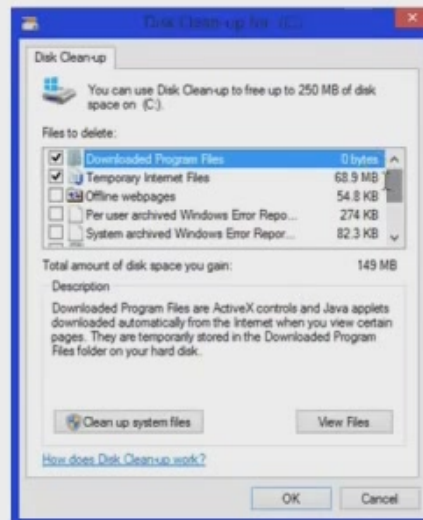 Disk Clean-up for (C:)
Disk Clean-up
You can use Disk Clean-up to free up to 250 MB of disk
space on (C:).
Files to delete:
Downloaded Program Files 0 bytes
Temporary Internet Files 68.9 MB
Offline webpages 54.8 KB
Per user archived Windows Error Repo... 274 KB
System archived Windows Error Repor... 82.3 KB
Total amount of disk space you gain: 149 MB
Description
Downloaded Program Files are ActiveX controls and Java applets
downloaded automatically from the Internet when you view certain
pages. They are temporarily stored in the Downloaded Program
Files folder on your hard disk.
Clean up system files View Files
How does Disk Clean-up work?
OK Cancel